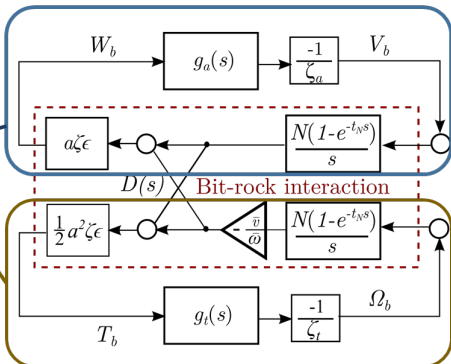 W_b g_a(s) -1/ζ_a V_b
aζϵ N(1-e^{-t_N s})/s
D(s) Bit-rock interaction
1/2 a²ζϵ - v̄/ω̄ N(1-e^{-t_N s})/s
T_b g_t(s) -1/ζ_t Ω_b